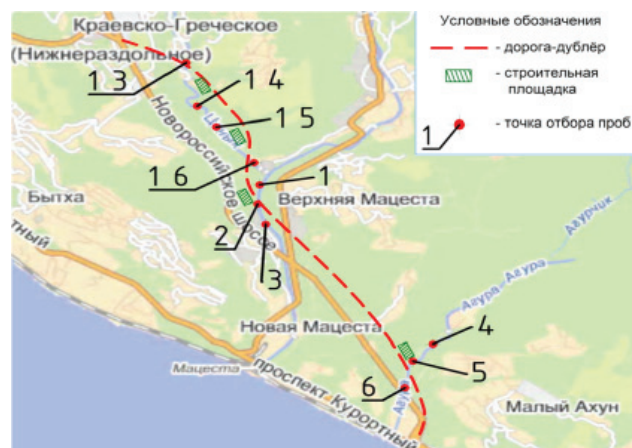 Краевско-Греческое
(Нижнераздольное)
Условные обозначения
- дорога-дублёр
- строительная
площадка
1
- точка отбора проб
13
14
15
16
1
2
3
Новороссийское шоссе
Бытха
Верхняя Мацеста
Агурчик
Агура
Агура
4
Новая Мацеста
5
6
Мацеста
проспект Курортный
Малый Ахун